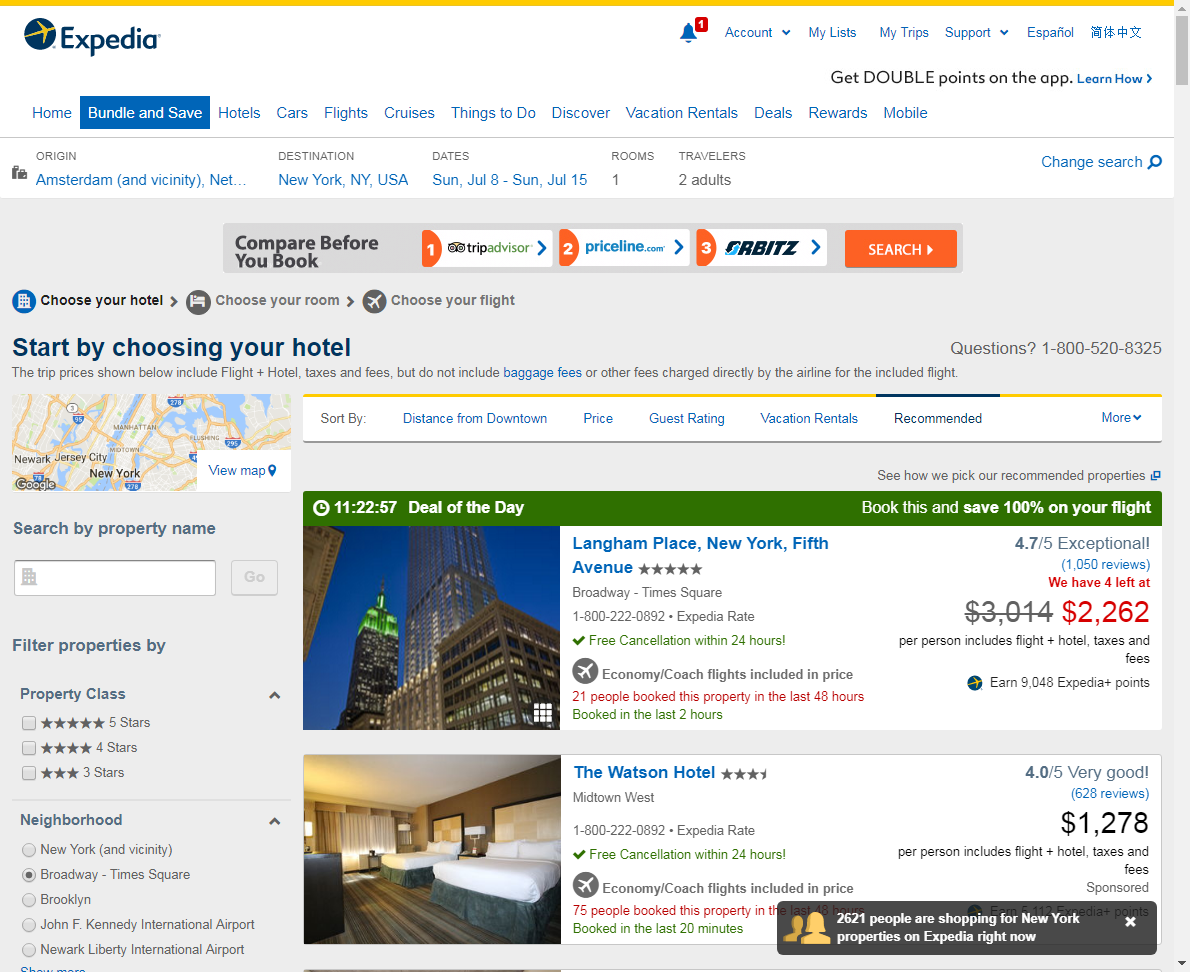 Expedia
1
Account
My Lists
My Trips
Support
Español
简体中文
Get DOUBLE points on the app. Learn How
Home
Bundle and Save
Hotels
Cars
Flights
Cruises
Things to Do
Discover
Vacation Rentals
Deals
Rewards
Mobile
ORIGIN
Amsterdam (and vicinity), Net...
DESTINATION
New York, NY, USA
DATES
Sun, Jul 8 - Sun, Jul 15
ROOMS
1
TRAVELERS
2 adults
Change search
Compare Before
You Book
1 tripadvisor
2 priceline.com
3 ORBITZ
SEARCH
Choose your hotel
Choose your room
Choose your flight
Start by choosing your hotel
Questions? 1-800-520-8325
The trip prices shown below include Flight + Hotel, taxes and fees, but do not include baggage fees or other fees charged directly by the airline for the included flight.
3
278
95
MANHATTAN
FLUSHING
295
MIDTOWN
Newark
Jersey City
New York
78
278
Google
View map
Sort By:
Distance from Downtown
Price
Guest Rating
Vacation Rentals
Recommended
More
See how we pick our recommended properties
Search by property name
Go
Filter properties by
Property Class
5 Stars
4 Stars
3 Stars
Neighborhood
New York (and vicinity)
Broadway - Times Square
Brooklyn
John F. Kennedy International Airport
Newark Liberty International Airport
Show more
11:22:57 Deal of the Day
Book this and save 100% on your flight
Langham Place, New York, Fifth
Avenue
Broadway - Times Square
1-800-222-0892 • Expedia Rate
Free Cancellation within 24 hours!
Economy/Coach flights included in price
21 people booked this property in the last 48 hours
Booked in the last 2 hours
4.7/5 Exceptional!
(1,050 reviews)
We have 4 left at
$3,014 $2,262
per person includes flight + hotel, taxes and
fees
Earn 9,048 Expedia+ points
The Watson Hotel
Midtown West
1-800-222-0892 • Expedia Rate
Free Cancellation within 24 hours!
Economy/Coach flights included in price
75 people booked this property in the last 48 hours
Booked in the last 20 minutes
4.0/5 Very good!
(628 reviews)
$1,278
per person includes flight + hotel, taxes and
fees
Sponsored
Earn 5,112 Expedia+ points
2621 people are shopping for New York
properties on Expedia right now